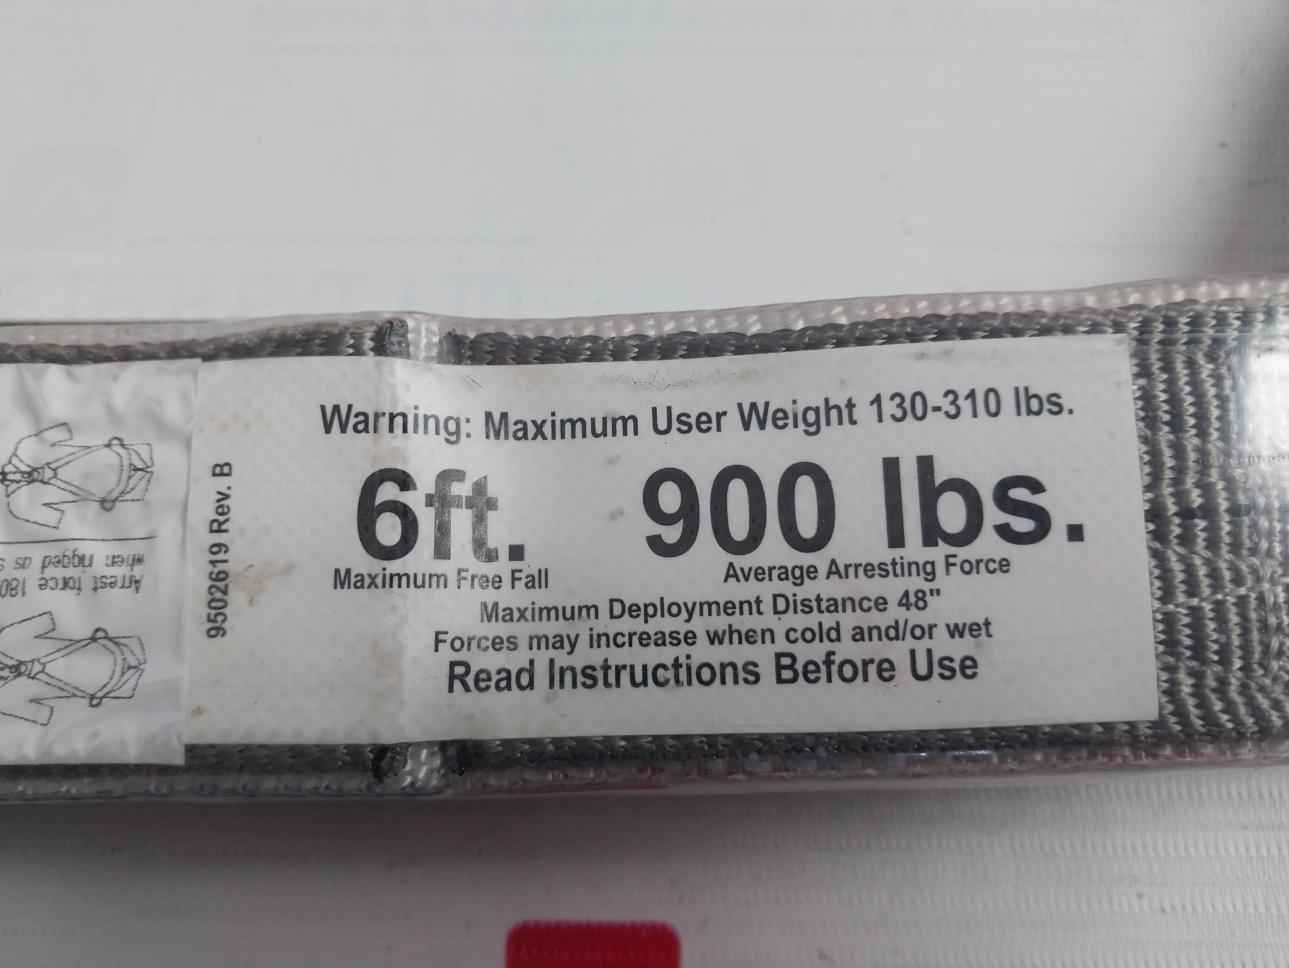 Warning: Maximum User Weight 130-310 lbs.
6ft. 900 lbs.
Maximum Free Fall Average Arresting Force
Maximum Deployment Distance 48"
Forces may increase when cold and/or wet
Read Instructions Before Use
9502619 Rev. B
Arrest force 180
when rigged as s